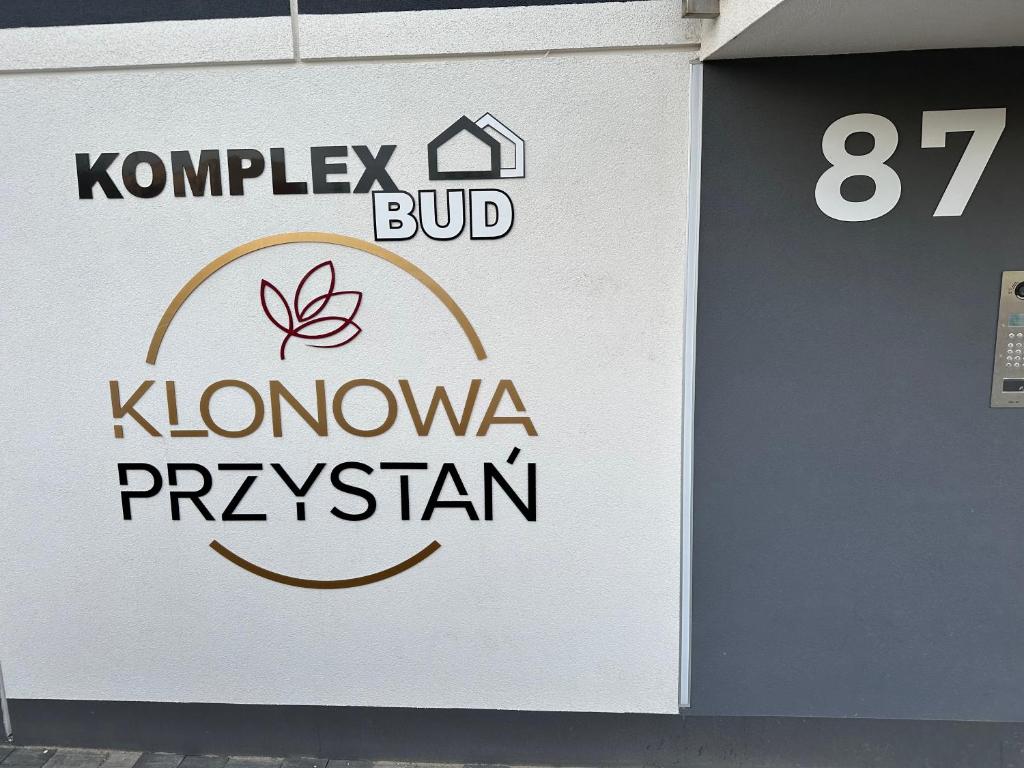 KOMPLEX
BUD
KLONOWA
PRZYSTAŃ
87